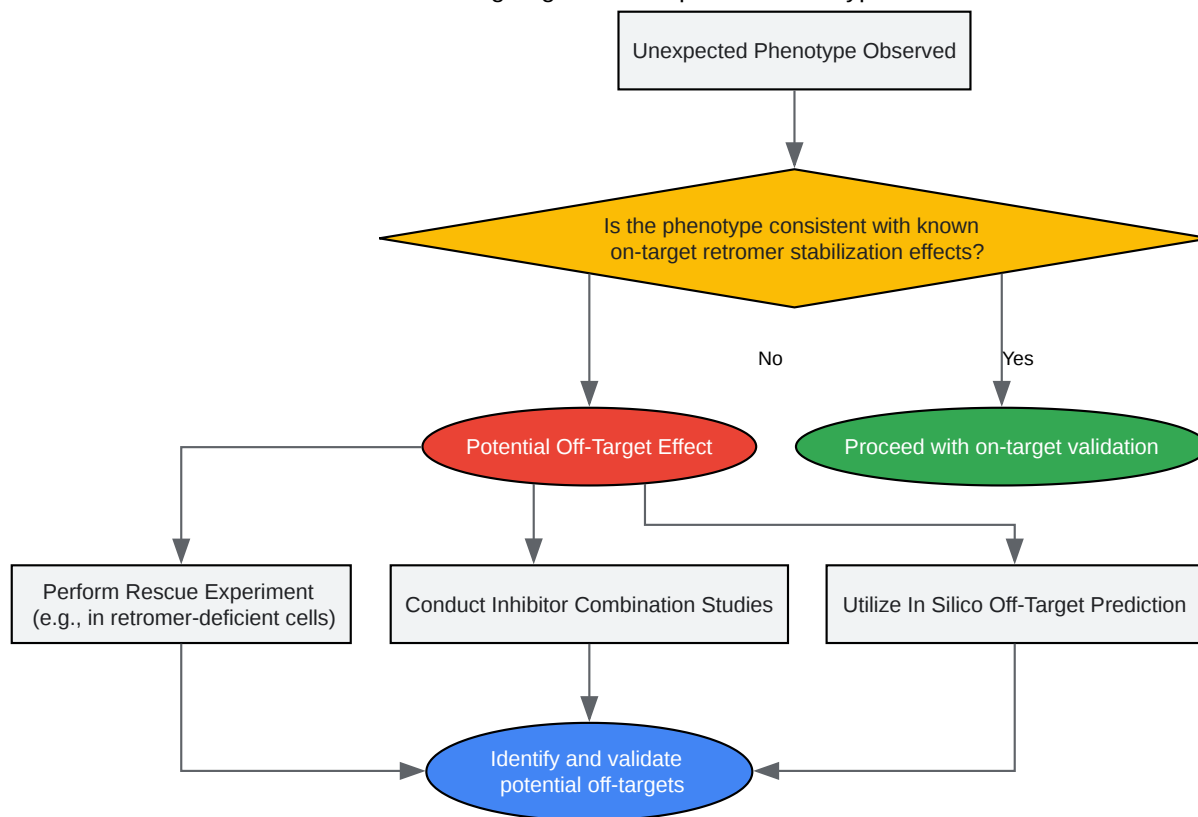 Unexpected Phenotype Observed
Is the phenotype consistent with known
on-target retromer stabilization effects?
No
Yes
Potential Off-Target Effect
Proceed with on-target validation
Perform Rescue Experiment
(e.g., in retromer-deficient cells)
Conduct Inhibitor Combination Studies
Utilize In Silico Off-Target Prediction
Identify and validate
potential off-targets